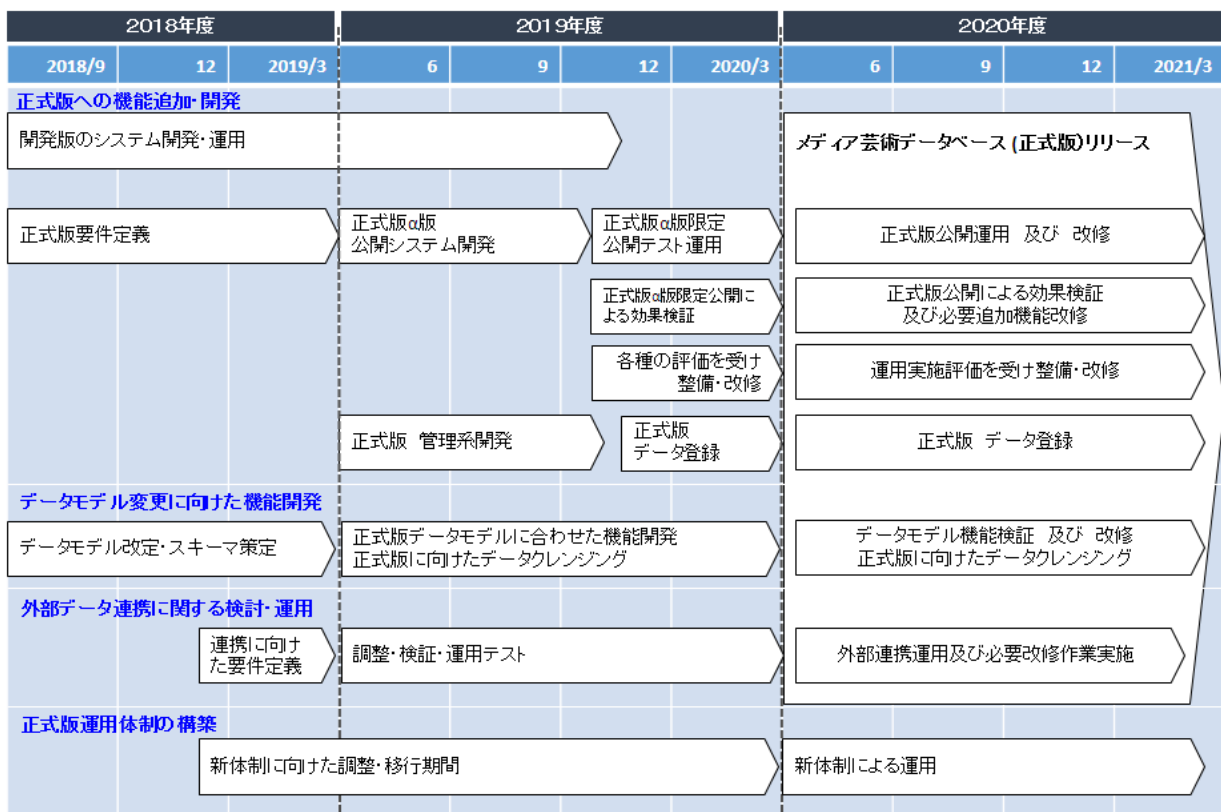 2018年度 2019年度 2020年度
2018/9 12 2019/3 6 9 12 2020/3 6 9 12 2021/3
正式版への機能追加・開発
開発版のシステム開発・運用
メディア芸術データベース (正式版)リリース
正式版要件定義
正式版α版
公開システム開発
正式版α版限定
公開テスト運用
正式版公開運用 及び 改修
正式版α版限定公開に
よる効果検証
正式版公開による効果検証
及び必要追加機能改修
各種の評価を受け
整備・改修
運用実施評価を受け整備・改修
正式版 管理系開発
正式版
データ登録
正式版 データ登録
データモデル変更に向けた機能開発
データモデル改定・スキーマ策定
正式版データモデルに合わせた機能開発
正式版に向けたデータクレンジング
データモデル機能検証 及び 改修
正式版に向けたデータクレンジング
外部データ連携に関する検討・運用
連携に向け
た要件定義
調整・検証・運用テスト
外部連携運用及び必要改修作業実施
正式版運用体制の構築
新体制に向けた調整・移行期間
新体制による運用